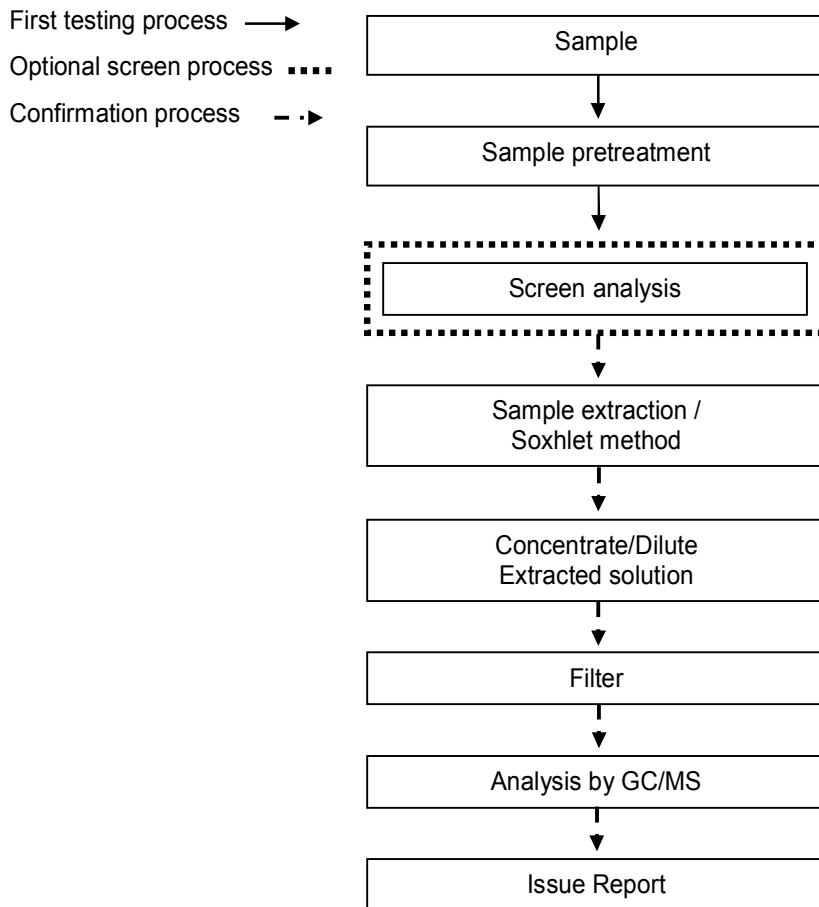 First testing process
Optional screen process
Confirmation process
Sample
Sample pretreatment
Screen analysis
Sample extraction /
Soxhlet method
Concentrate/Dilute
Extracted solution
Filter
Analysis by GC/MS
Issue Report